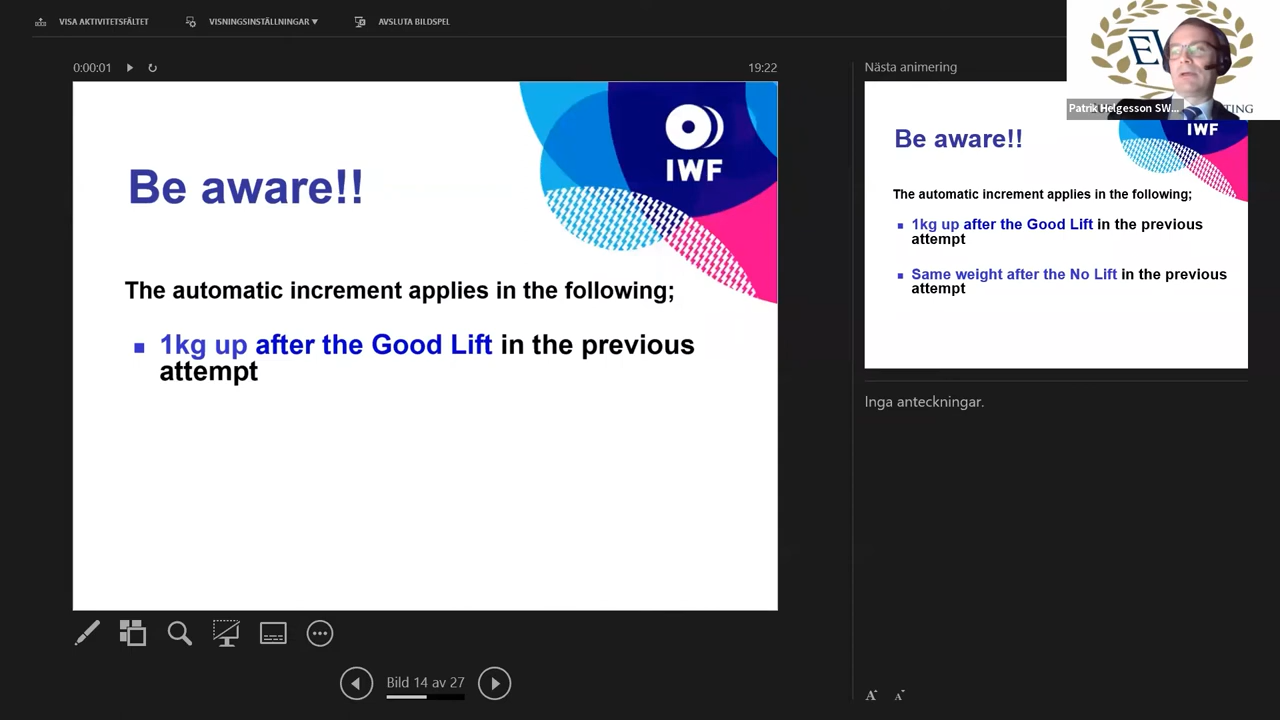 VISA AKTIVITETSFÄLTET
VISNINGSINSTÄLLNINGAR ▼
AVSLUTA BILDSPEL
0:00:01
19:22
IWF
Be aware!!
The automatic increment applies in the following;
■ 1kg up after the Good Lift in the previous
attempt
Bild 14 av 27
Nästa animering
Patrik Helgesson SW...
IWF
Be aware!!
The automatic increment applies in the following;
■ 1kg up after the Good Lift in the previous
attempt
■ Same weight after the No Lift in the previous
attempt
Inga anteckningar.
A A